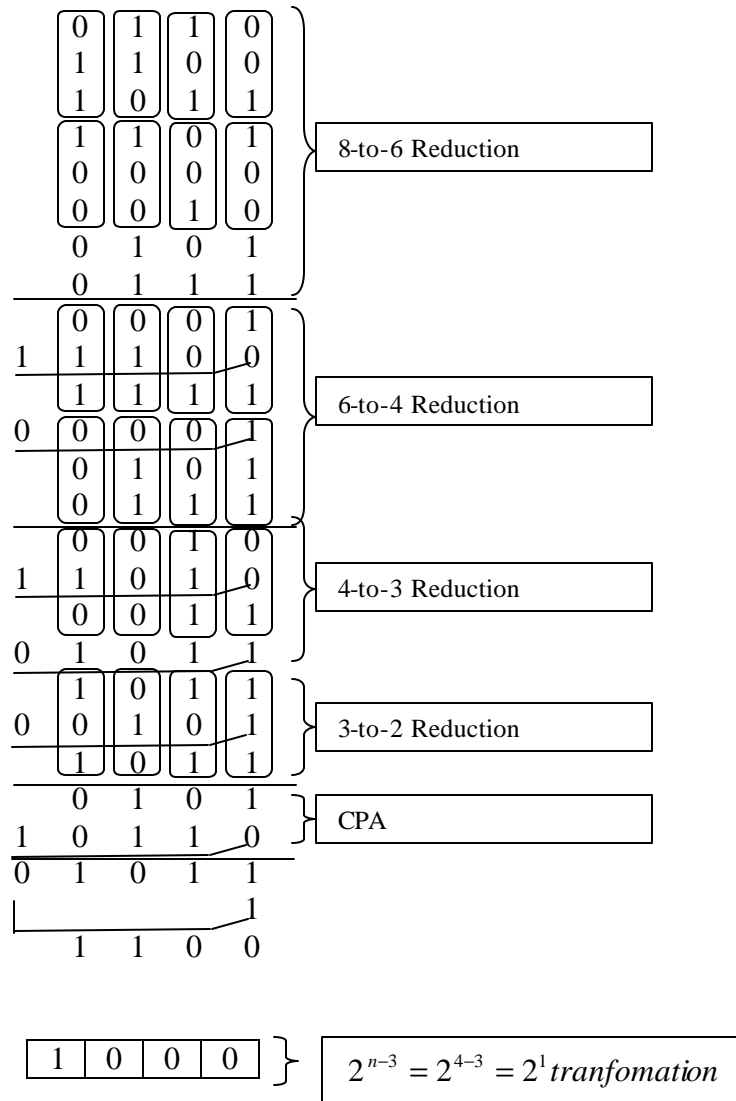 0 1 1 0
1 1 0 0
1 0 1 1
1 1 0 1
8-to-6 Reduction
0 0 0 0
0 0 1 0
0 1 0 1
0 1 1 1
0 0 0 1
1 1 1 0 0
1 1 1 1
6-to-4 Reduction
0 0 0 0 1
0 1 0 1
0 1 1 1
0 0 1 0
1 1 0 1 0
4-to-3 Reduction
0 0 1 1
0 1 0 1 1
1 0 1 1
0 0 1 0 1
3-to-2 Reduction
1 0 1 1
0 1 0 1
CPA
1 0 1 1 0
0 1 0 1 1
1
1 1 0 0
1 0 0 0
2^{n-3} = 2^{4-3} = 2^1 tranfomation